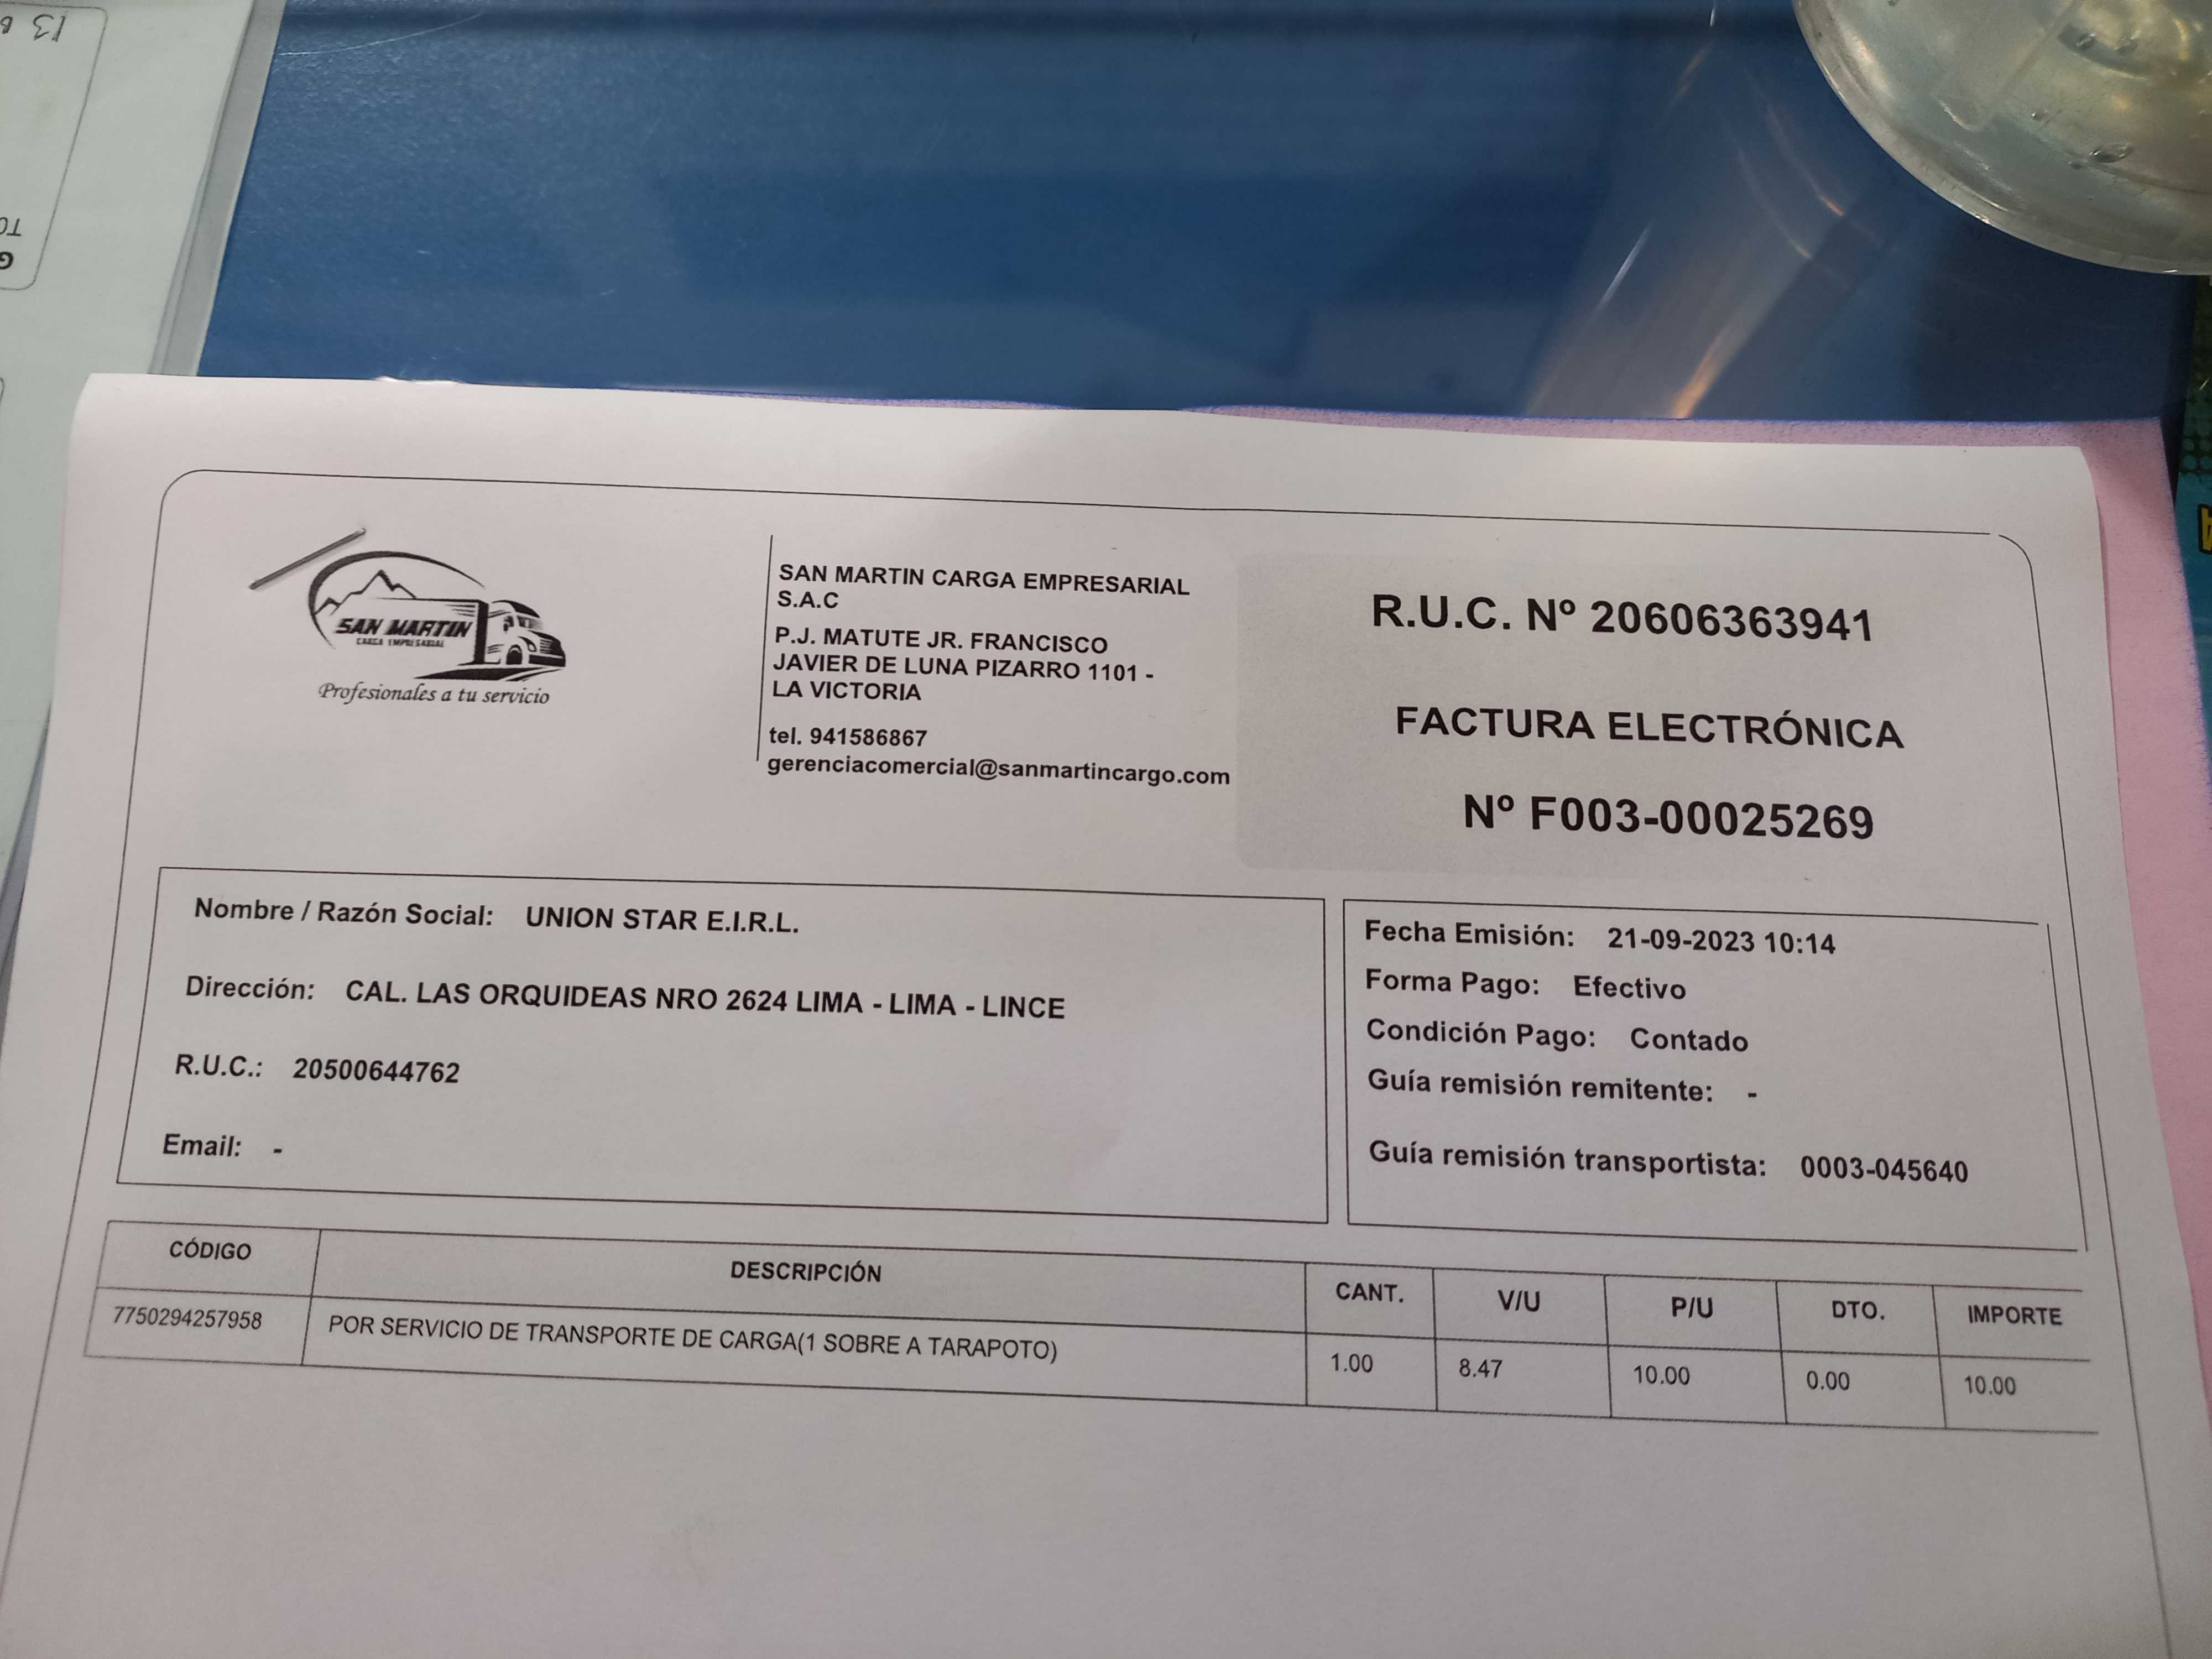 SAN MARTIN
CARGA EMPRESARIAL
Profesionales a tu servicio
SAN MARTIN CARGA EMPRESARIAL
S.A.C
P.J. MATUTE JR. FRANCISCO
JAVIER DE LUNA PIZARRO 1101 -
LA VICTORIA
tel. 941586867
gerenciacomercial@sanmartincargo.com
R.U.C. Nº 20606363941
FACTURA ELECTRÓNICA
Nº F003-00025269
Nombre / Razón Social: UNION STAR E.I.R.L.
Dirección: CAL. LAS ORQUIDEAS NRO 2624 LIMA - LIMA - LINCE
R.U.C.: 20500644762
Email: -
Fecha Emisión: 21-09-2023 10:14
Forma Pago: Efectivo
Condición Pago: Contado
Guía remisión remitente: -
Guía remisión transportista: 0003-045640
CÓDIGO DESCRIPCIÓN CANT. V/U P/U DTO. IMPORTE
7750294257958 POR SERVICIO DE TRANSPORTE DE CARGA(1 SOBRE A TARAPOTO) 1.00 8.47 10.00 0.00 10.00
13